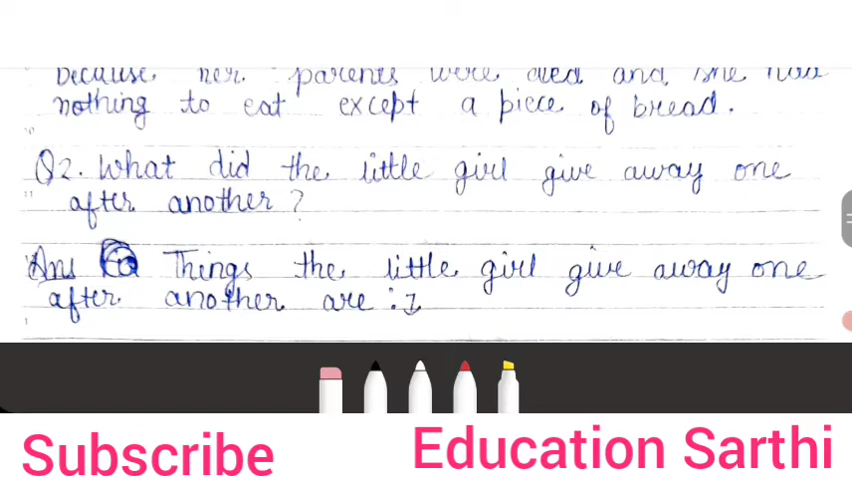 because her parents were died and she had
nothing to eat except a piece of bread.
Q2. What did the little girl give away one
after another?
Ans Things the little girl give away one
after another are :-
Subscribe
Education Sarthi